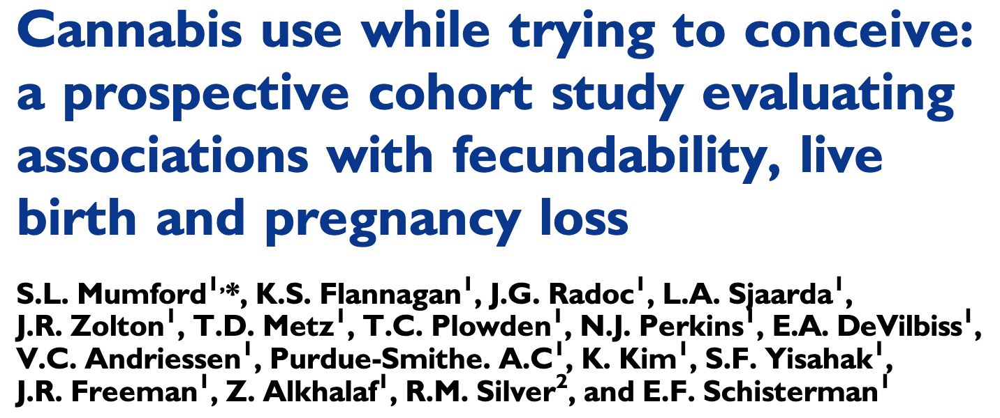 Cannabis use while trying to conceive:
a prospective cohort study evaluating
associations with fecundability, live
birth and pregnancy loss
S.L. Mumford¹,*, K.S. Flannagan¹, J.G. Radoc¹, L.A. Sjaarda¹,
J.R. Zolton¹, T.D. Metz¹, T.C. Plowden¹, N.J. Perkins¹, E.A. DeVilbiss¹,
V.C. Andriessen¹, Purdue-Smithe. A.C¹, K. Kim¹, S.F. Yisahak¹,
J.R. Freeman¹, Z. Alkhalaf¹, R.M. Silver², and E.F. Schisterman¹